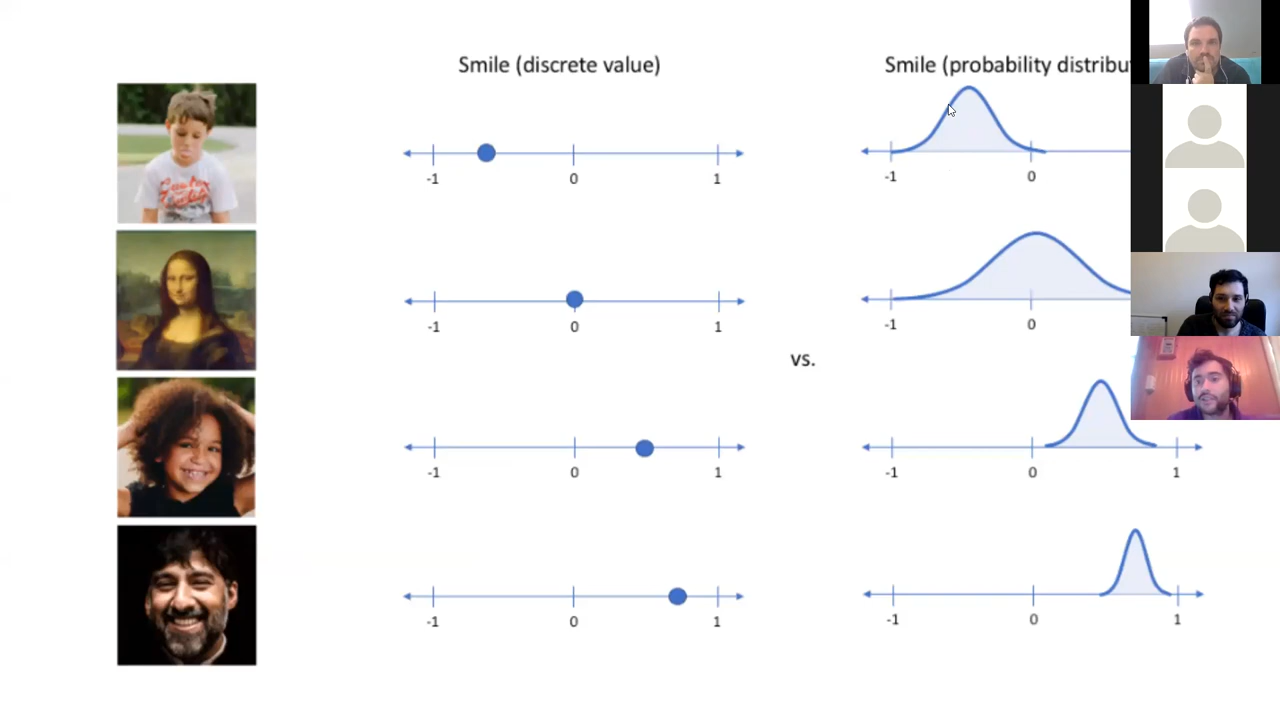 Smile (discrete value)
Smile (probability distribu
-1 0 1
-1 0
-1 0 1
-1 0
vs.
-1 0 1
-1 0 1
-1 0 1
-1 0 1